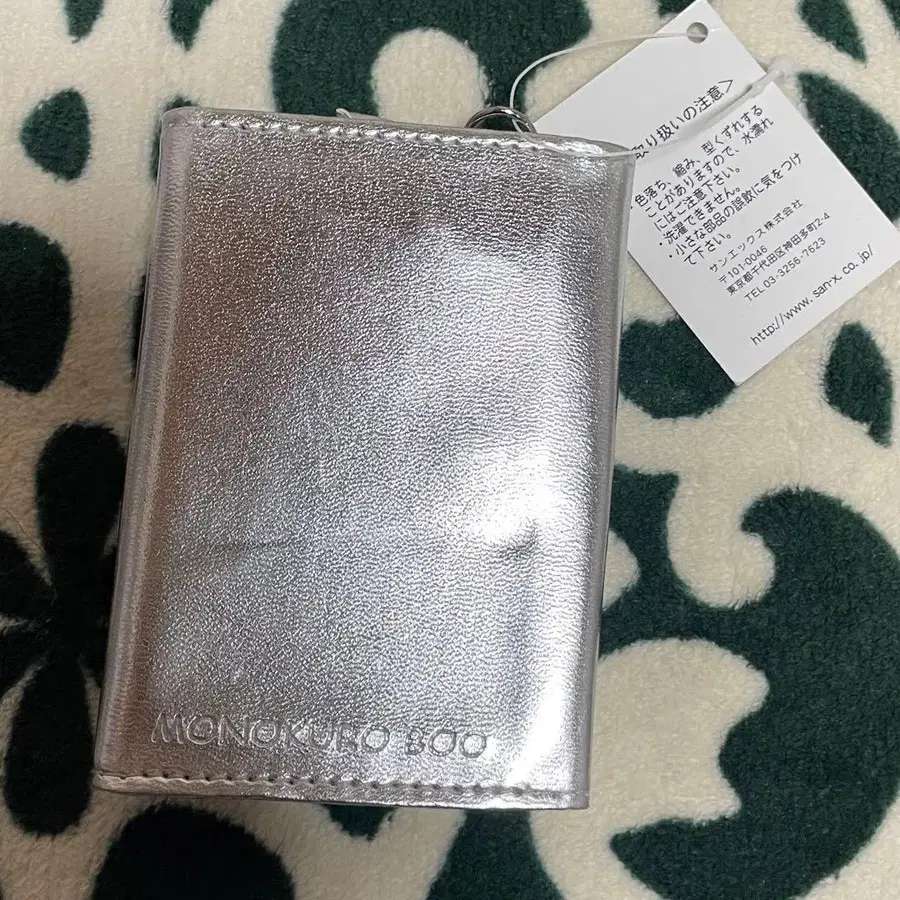 取り扱いの注意＞
色落ち、縮み、型くずれする
ことがありますので、水濡れ
にはご注意下さい。
・洗濯できません。
・小さな部品の誤飲に気をつけ
て下さい。
サンエックス株式会社
〒101-0046
東京都千代田区神田多町2-4
TEL 03-3256-7623
http://www.san-x.co.jp/
MONOKURO BOO